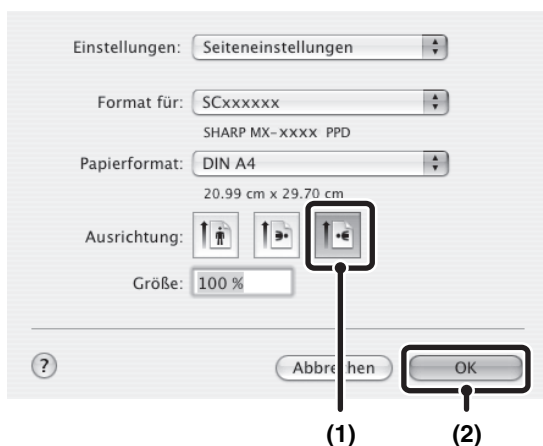 Einstellungen: Seiteneinstellungen
Format für: SCxxxxxx
SHARP MX-xxxx PPD
Papierformat: DIN A4
20.99 cm x 29.70 cm
Ausrichtung:
Größe: 100 %
? Abbrechen OK
(1) (2)